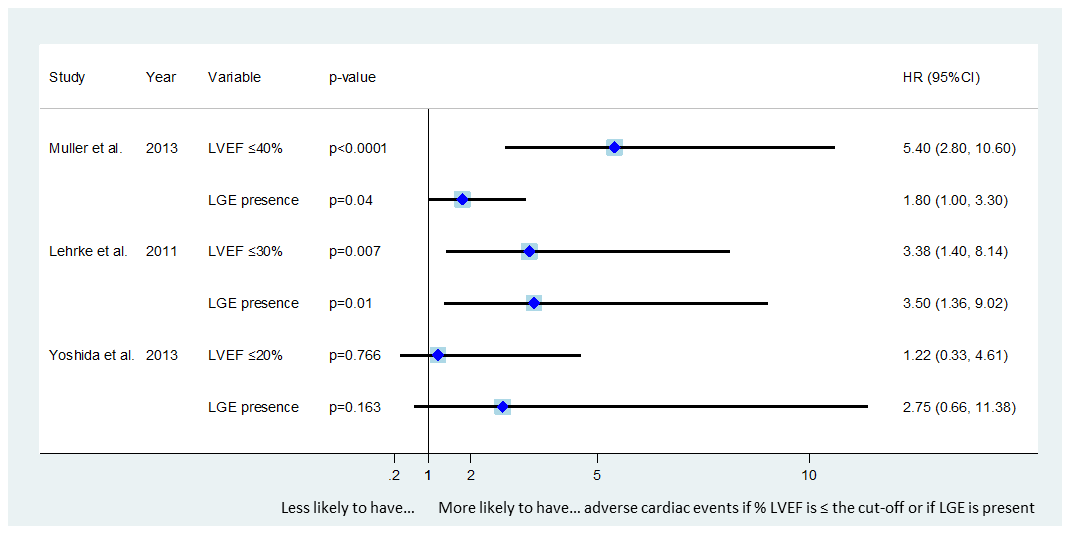 Study Year Variable p-value HR (95%CI)
Muller et al. 2013 LVEF ≤40% p<0.0001 5.40 (2.80, 10.60)
LGE presence p=0.04 1.80 (1.00, 3.30)
Lehrke et al. 2011 LVEF ≤30% p=0.007 3.38 (1.40, 8.14)
LGE presence p=0.01 3.50 (1.36, 9.02)
Yoshida et al. 2013 LVEF ≤20% p=0.766 1.22 (0.33, 4.61)
LGE presence p=0.163 2.75 (0.66, 11.38)
.2 1 2 5 10
Less likely to have... More likely to have... adverse cardiac events if % LVEF is ≤ the cut-off or if LGE is present